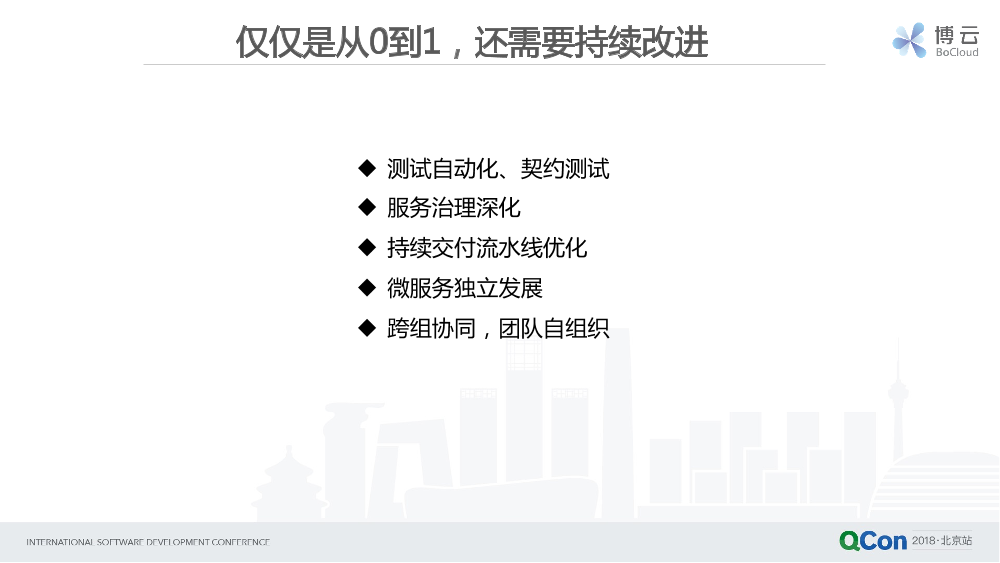 仅仅是从0到1，还需要持续改进
博云
BoCloud
◆ 测试自动化、契约测试
◆ 服务治理深化
◆ 持续交付流水线优化
◆ 微服务独立发展
◆ 跨组协同，团队自组织
INTERNATIONAL SOFTWARE DEVELOPMENT CONFERENCE
QCon 2018·北京站